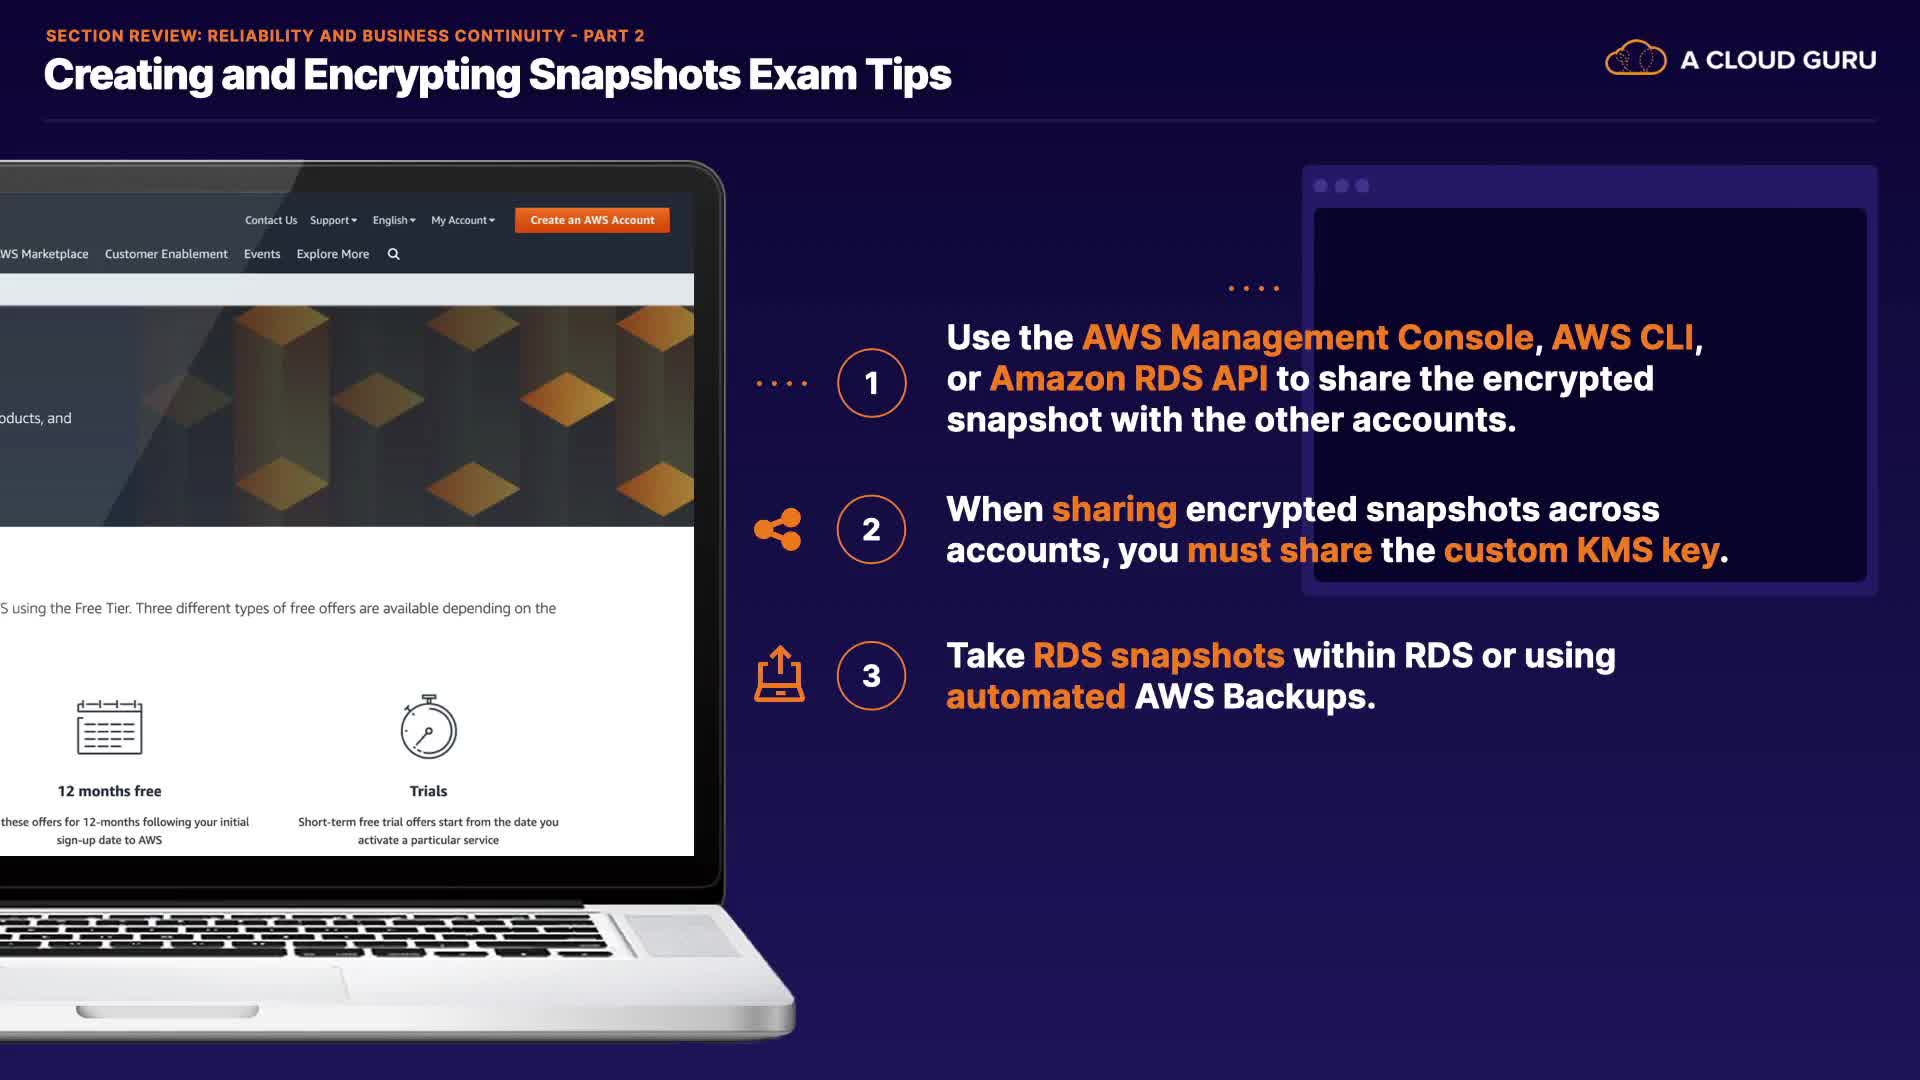 SECTION REVIEW: RELIABILITY AND BUSINESS CONTINUITY - PART 2
Creating and Encrypting Snapshots Exam Tips
A CLOUD GURU
Contact Us Support English My Account Create an AWS Account
WS Marketplace Customer Enablement Events Explore More
oducts, and
S using the Free Tier. Three different types of free offers are available depending on the
12 months free
these offers for 12-months following your initial
sign-up date to AWS
Trials
Short-term free trial offers start from the date you
activate a particular service
1
Use the AWS Management Console, AWS CLI,
or Amazon RDS API to share the encrypted
snapshot with the other accounts.
2
When sharing encrypted snapshots across
accounts, you must share the custom KMS key.
3
Take RDS snapshots within RDS or using
automated AWS Backups.